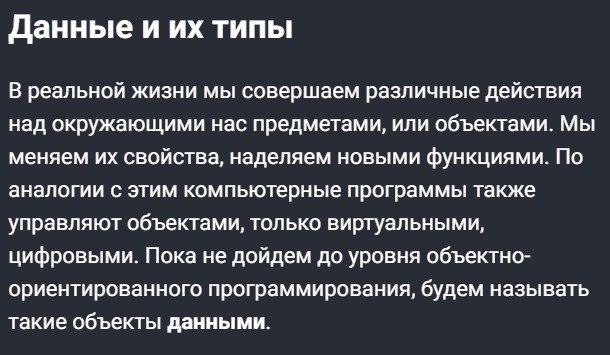 Данные и их типы
В реальной жизни мы совершаем различные действия
над окружающими нас предметами, или объектами. Мы
меняем их свойства, наделяем новыми функциями. По
аналогии с этим компьютерные программы также
управляют объектами, только виртуальными,
цифровыми. Пока не дойдем до уровня объектно-
ориентированного программирования, будем называть
такие объекты данными.